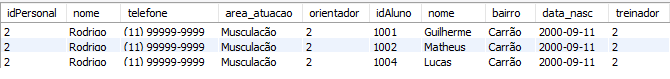 idPersonal nome telefone area_atuacao orientador idAluno nome bairro data_nasc treinador
2 Rodrigo (11) 99999-9999 Musculacão 2 1001 Guilherme Carrão 2000-09-11 2
2 Rodrigo (11) 99999-9999 Musculacão 2 1002 Matheus Carrão 2000-09-11 2
2 Rodrigo (11) 99999-9999 Musculacão 2 1004 Lucas Carrão 2000-09-11 2